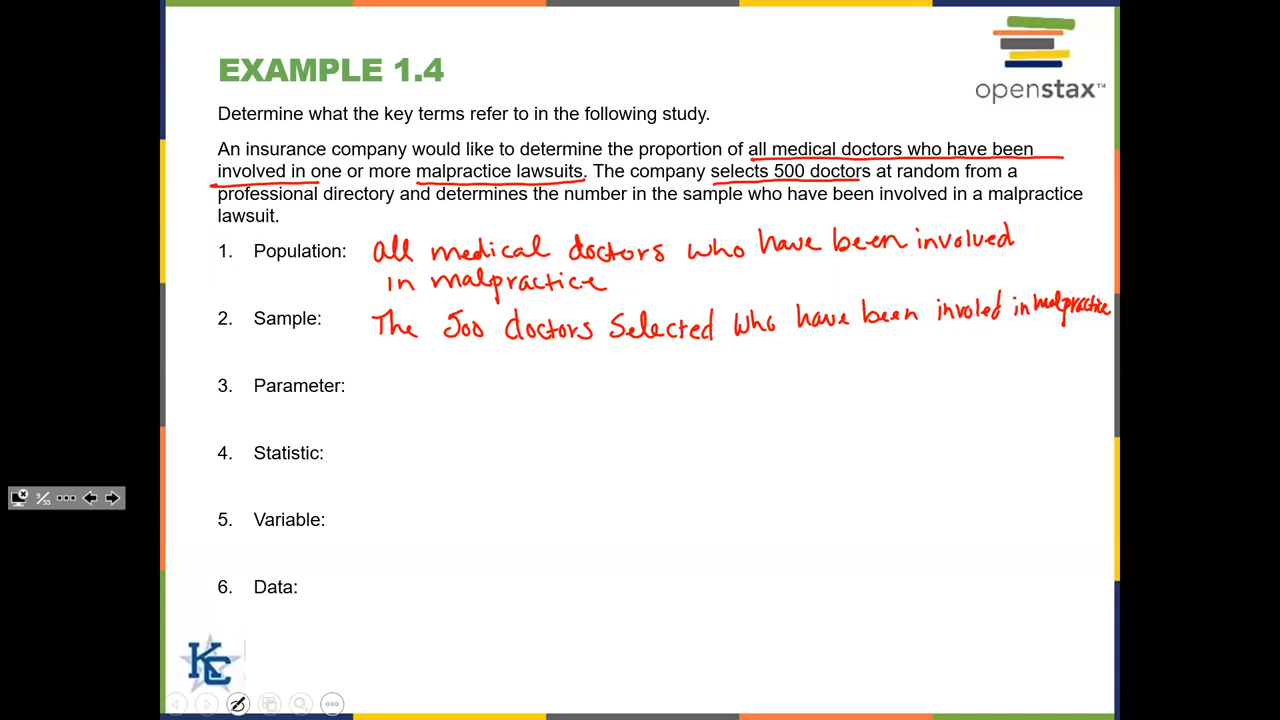 EXAMPLE 1.4
openstax™
Determine what the key terms refer to in the following study.
An insurance company would like to determine the proportion of all medical doctors who have been
involved in one or more malpractice lawsuits. The company selects 500 doctors at random from a
professional directory and determines the number in the sample who have been involved in a malpractice
lawsuit.
1. Population: all medical doctors who have been involved
in malpractice
2. Sample: The 500 doctors Selected who have been involed in malpractice
3. Parameter:
4. Statistic:
5. Variable:
6. Data:
9/55
KC